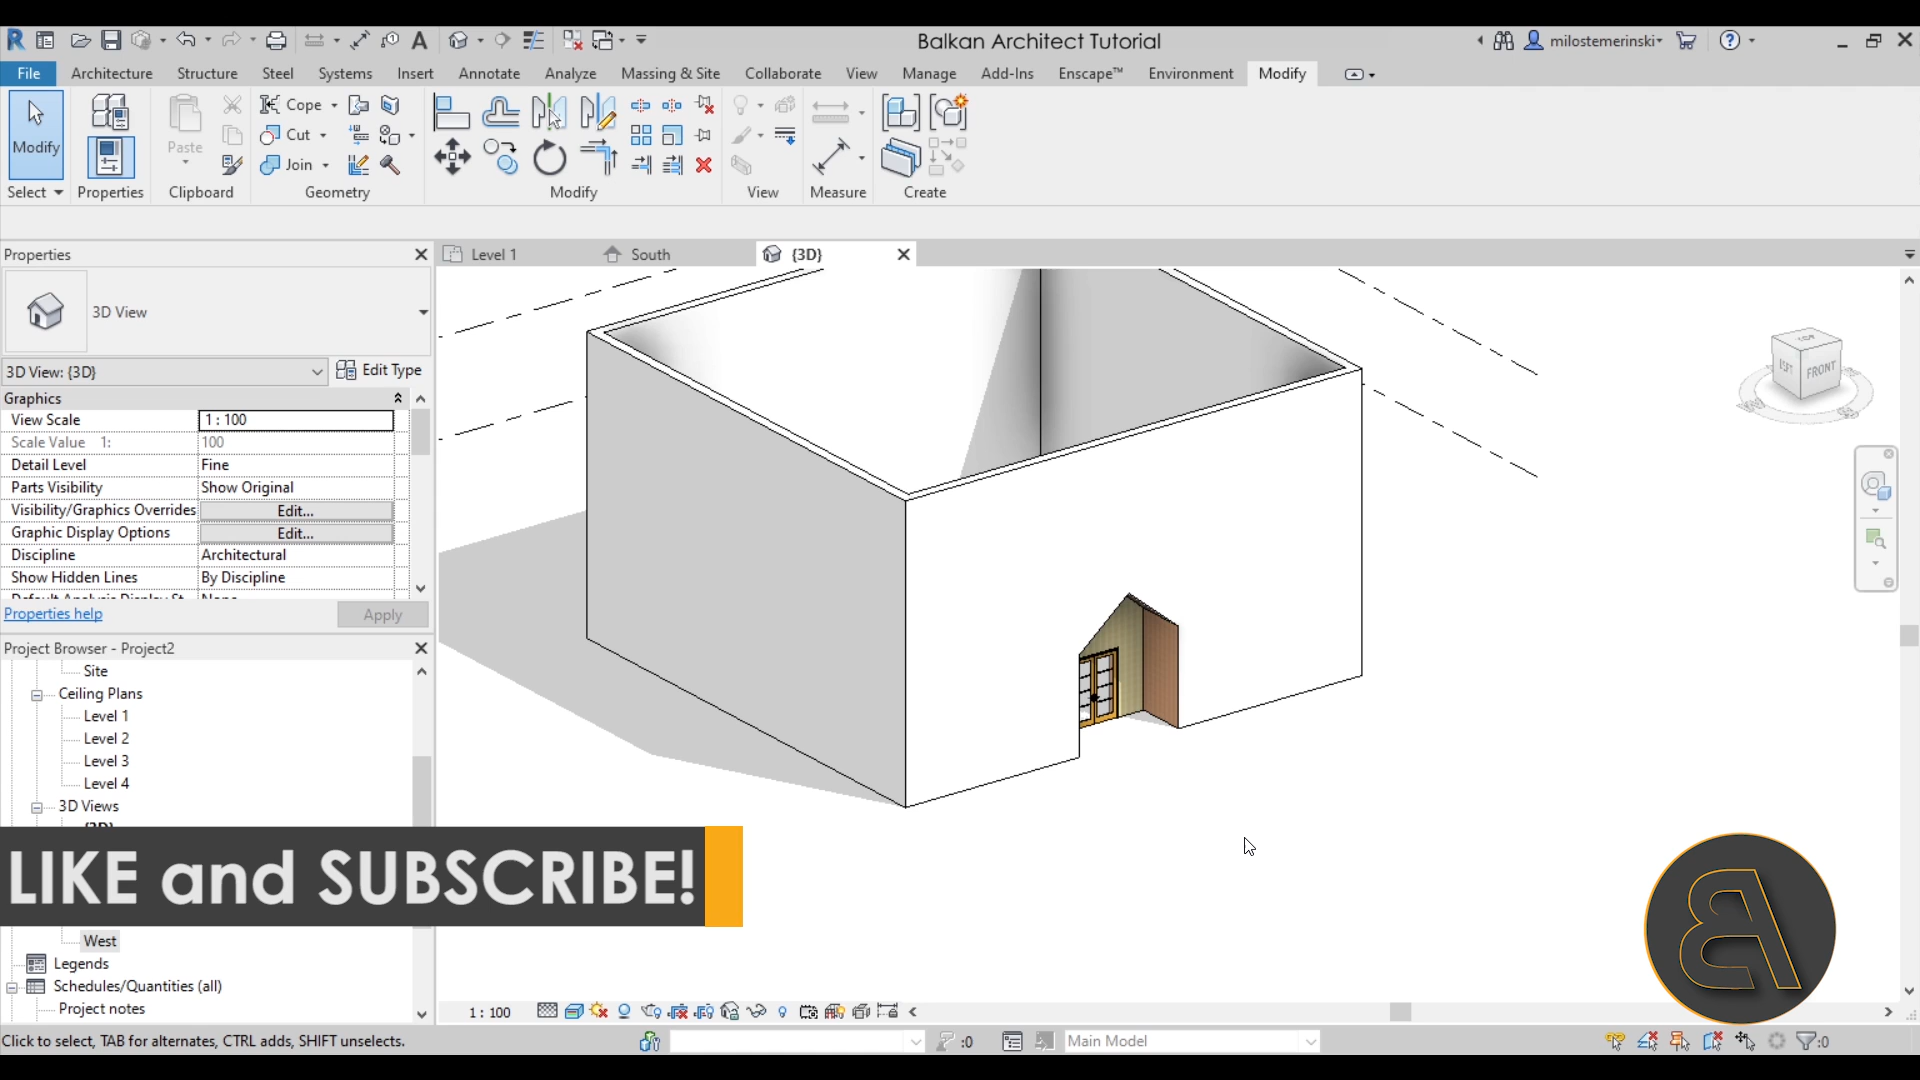 Balkan Architect Tutorial
milostemerinski
File Architecture Structure Steel Systems Insert Annotate Analyze Massing & Site Collaborate View Manage Add-Ins Enscape™ Environment Modify
Modify
Paste
Cope
Cut
Join
Select Properties Clipboard Geometry Modify View Measure Create
Properties
Level 1 South {3D}
3D View
3D View: {3D} Edit Type
Graphics
View Scale 1 : 100
Scale Value 1: 100
Detail Level Fine
Parts Visibility Show Original
Visibility/Graphics Overrides Edit...
Graphic Display Options Edit...
Discipline Architectural
Show Hidden Lines By Discipline
Properties help Apply
TOP
LEFT FRONT
Project Browser - Project2
Site
Ceiling Plans
Level 1
Level 2
Level 3
Level 4
3D Views
LIKE and SUBSCRIBE!
West
Legends
Schedules/Quantities (all)
Project notes
1 : 100
Click to select, TAB for alternates, CTRL adds, SHIFT unselects.
:0 Main Model :0